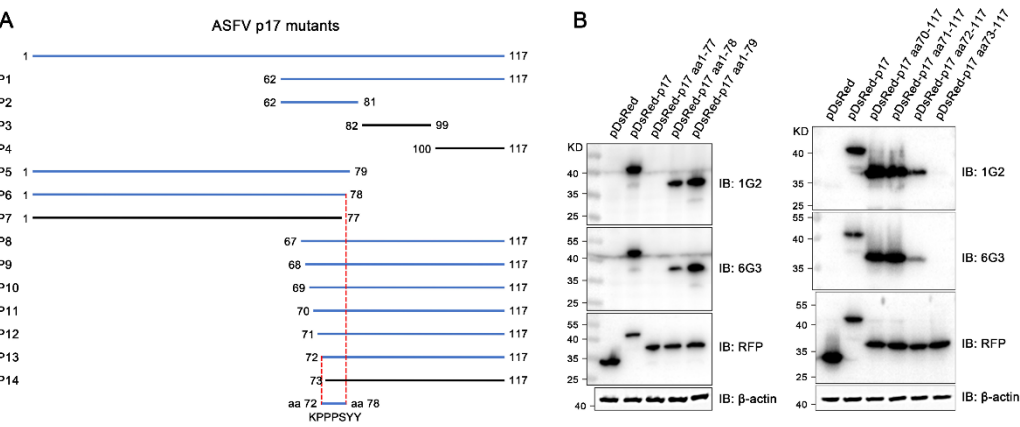 A
ASFV p17 mutants
1 117
P1 62 117
P2 62 81
P3 82 99
P4 100 117
P5 1 79
P6 1 78
P7 1 77
P8 67 117
P9 68 117
P10 69 117
P11 70 117
P12 71 117
P13 72 117
P14 73 117
aa 72 aa 78
KPPPSYY
B
pDsRed
pDsRed-p17
pDsRed-p17 aa1-77
pDsRed-p17 aa1-78
pDsRed-p17 aa1-79
KD
40
35
25
IB: 1G2
55
40
35
25
IB: 6G3
55
40
35
25
IB: RFP
40
IB: β-actin
pDsRed
pDsRed-p17
pDsRed-p17 aa70-117
pDsRed-p17 aa71-117
pDsRed-p17 aa72-117
pDsRed-p17 aa73-117
KD
40
35
25
IB: 1G2
55
40
35
IB: 6G3
55
40
35
25
IB: RFP
40
IB: β-actin